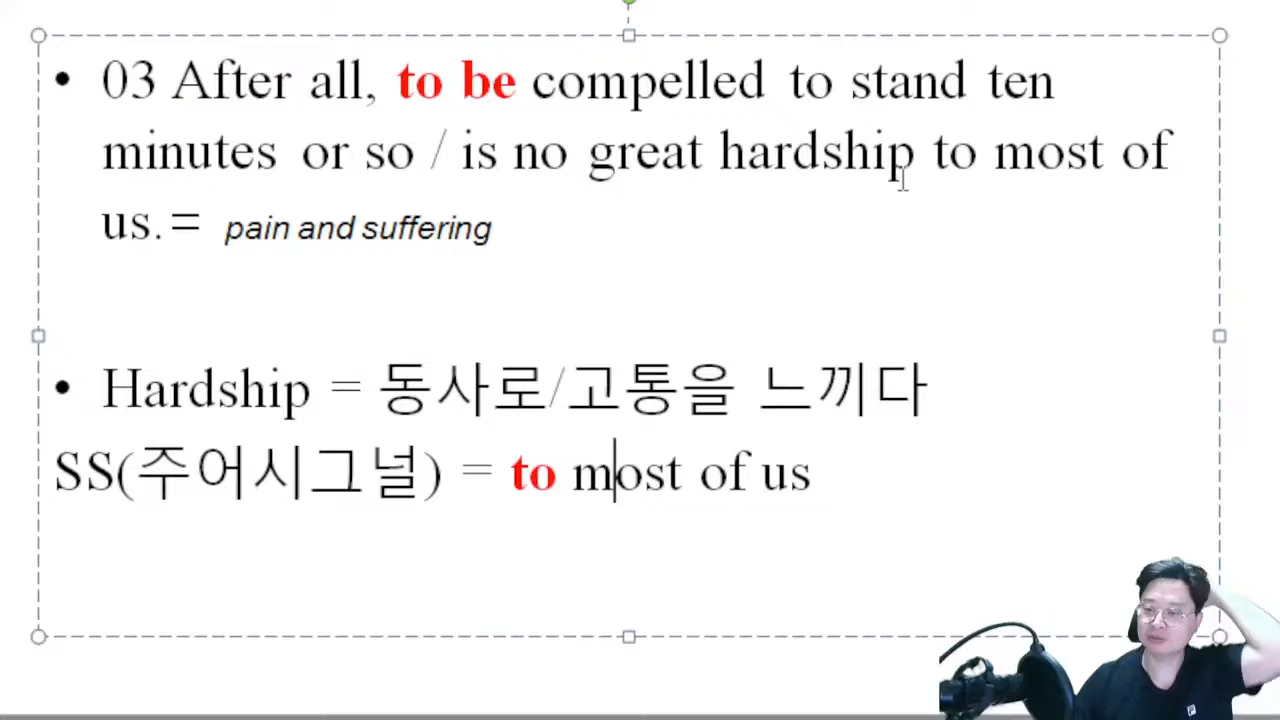 • 03 After all, to be compelled to stand ten
minutes or so / is no great hardship to most of
us.= pain and suffering
• Hardship = 동사로/고통을 느끼다
SS(주어시그널) = to most of us